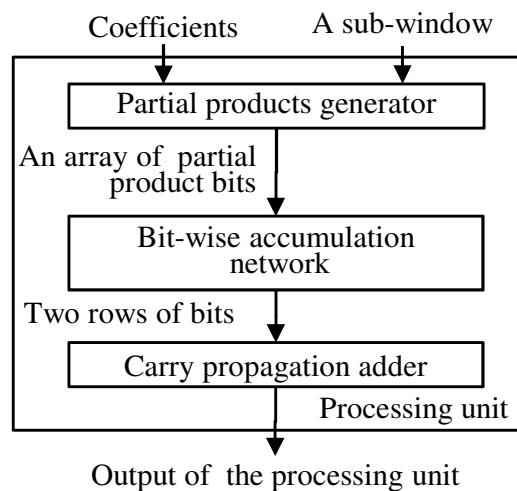 Coefficients
A sub-window
Partial products generator
An array of partial
product bits
Bit-wise accumulation
network
Two rows of bits
Carry propagation adder
Processing unit
Output of the processing unit